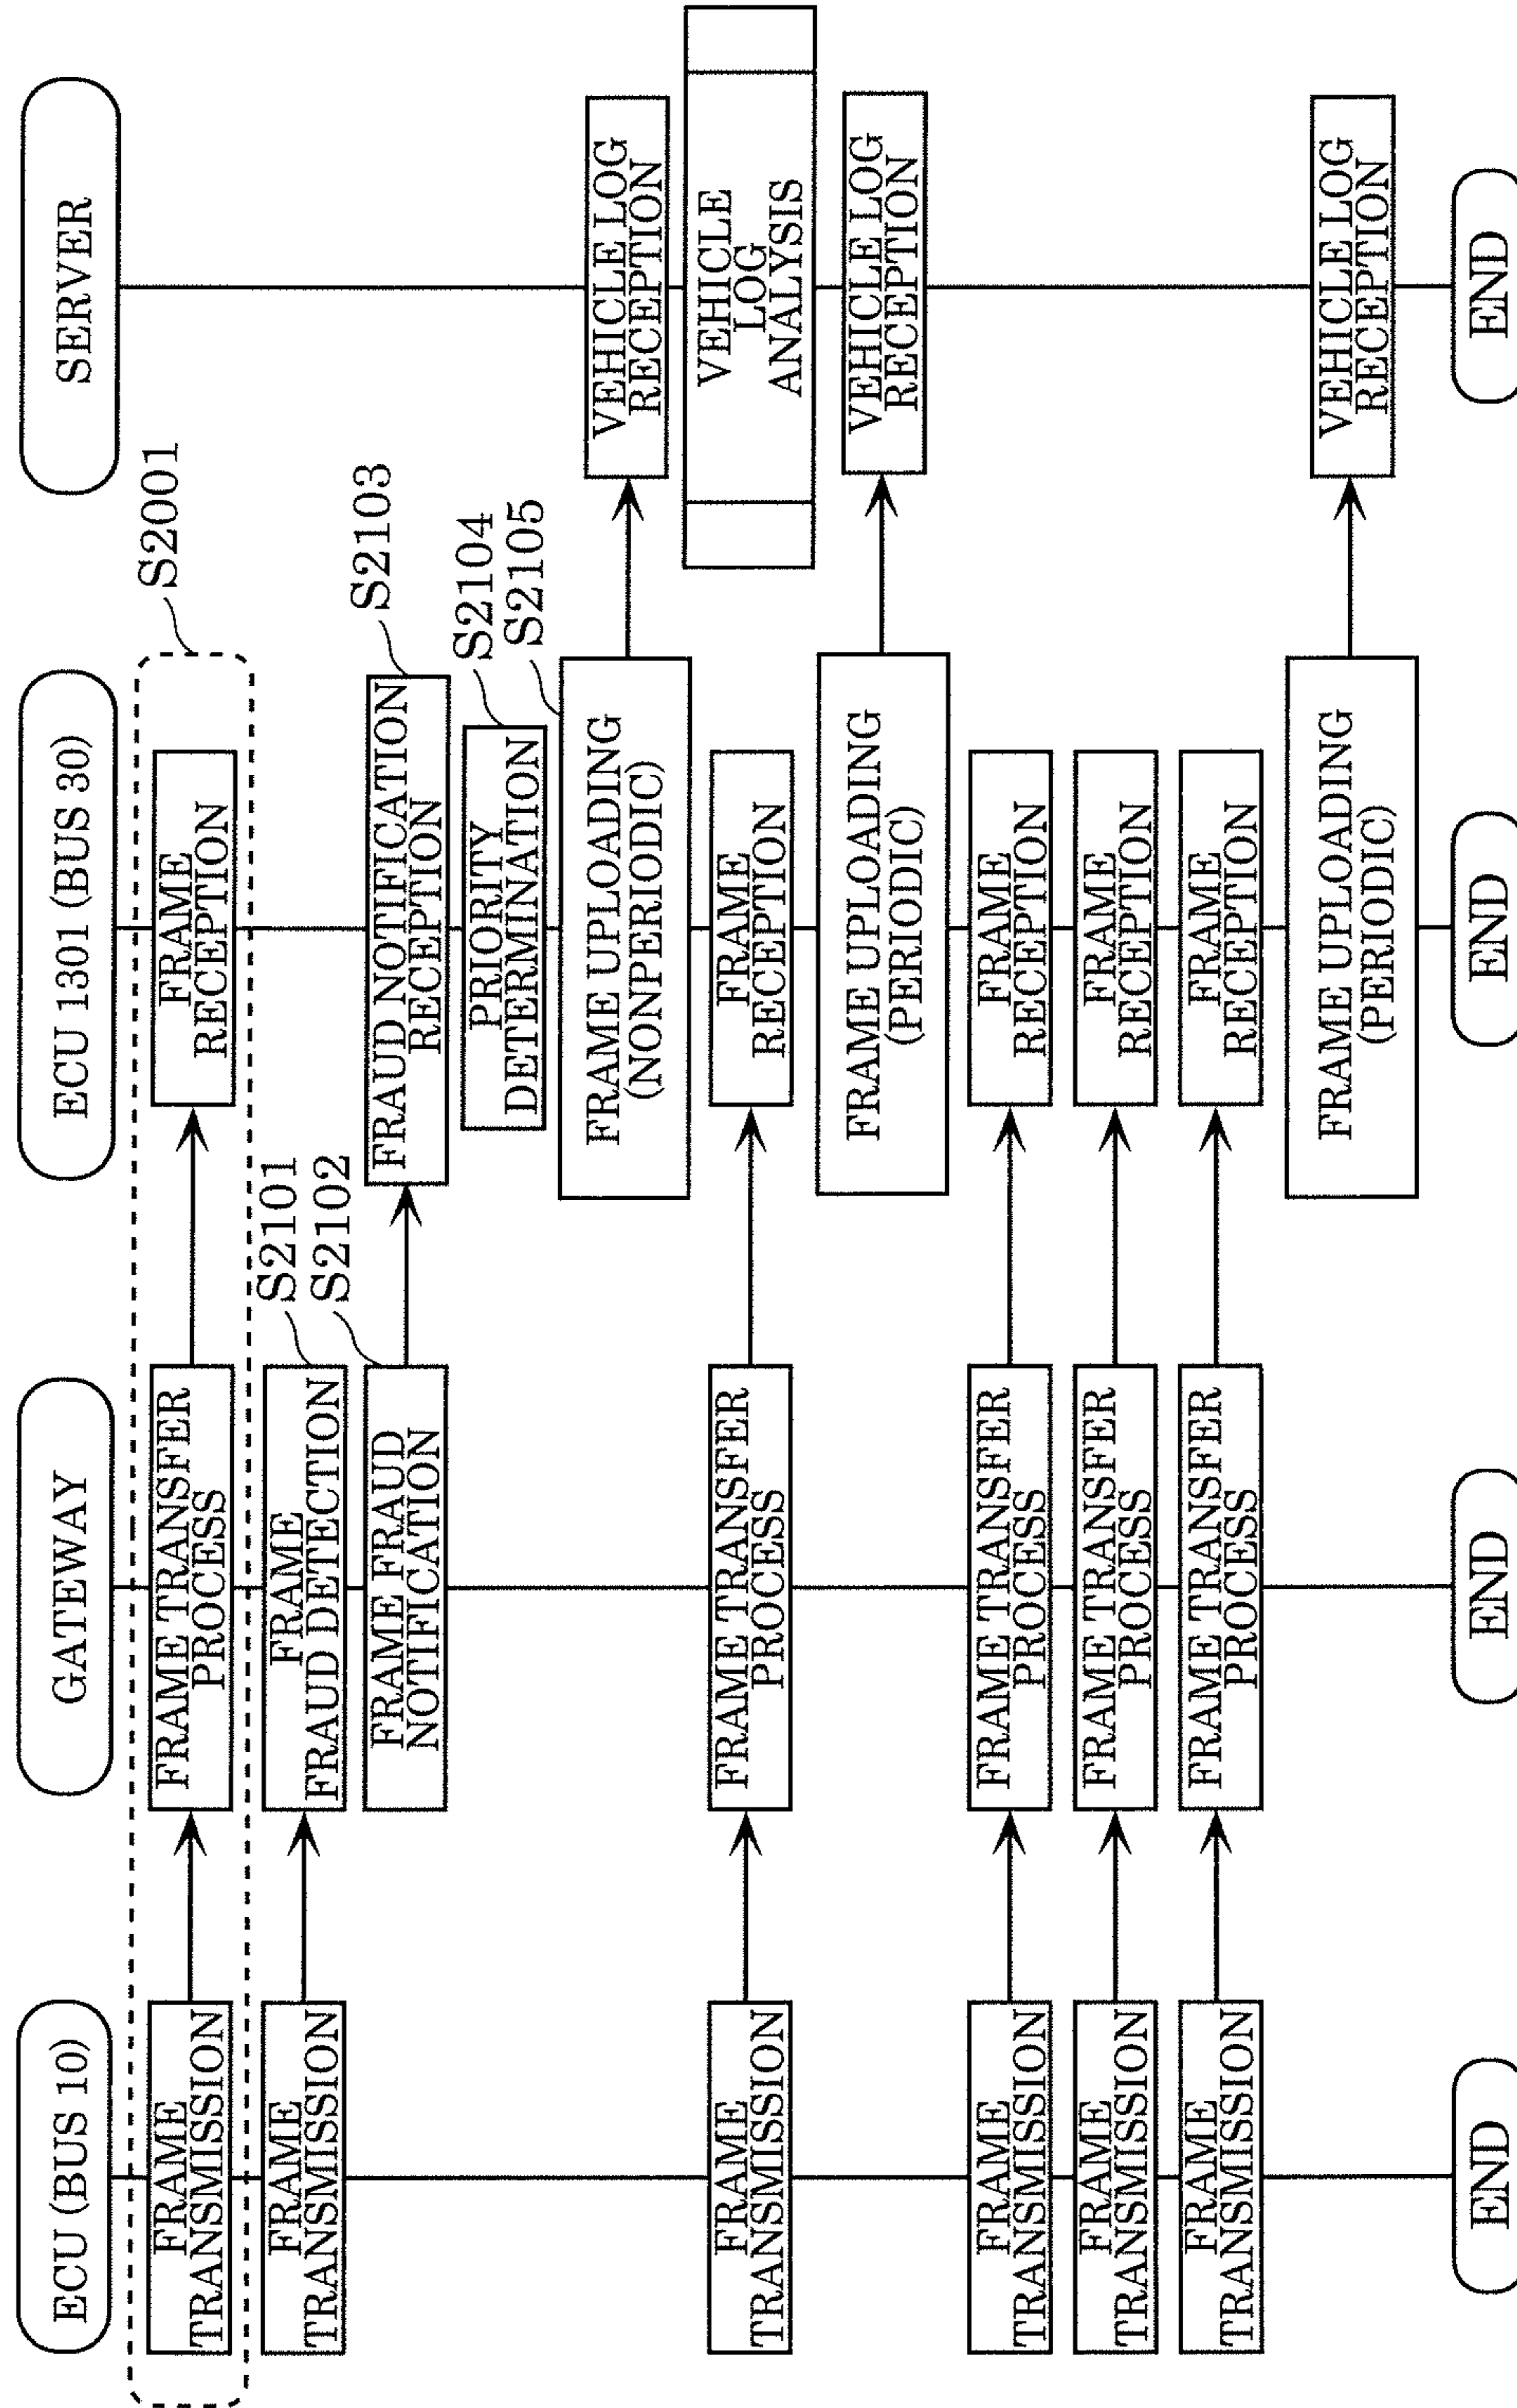 ECU (BUS 10)
GATEWAY
ECU 1301 (BUS 30)
SERVER
FRAME
TRANSMISSION
FRAME TRANSFER
PROCESS
FRAME
RECEPTION
S2001
FRAME
TRANSMISSION
FRAME
FRAUD DETECTION
S2101
FRAME FRAUD
NOTIFICATION
S2102
FRAUD NOTIFICATION
RECEPTION
S2103
PRIORITY
DETERMINATION
S2104
FRAME UPLOADING
(NONPERIODIC)
S2105
VEHICLE LOG
RECEPTION
VEHICLE
LOG
ANALYSIS
FRAME
TRANSMISSION
FRAME TRANSFER
PROCESS
FRAME
RECEPTION
FRAME UPLOADING
(PERIODIC)
VEHICLE LOG
RECEPTION
FRAME
TRANSMISSION
FRAME TRANSFER
PROCESS
FRAME
RECEPTION
FRAME
TRANSMISSION
FRAME TRANSFER
PROCESS
FRAME
RECEPTION
FRAME
TRANSMISSION
FRAME TRANSFER
PROCESS
FRAME
RECEPTION
FRAME UPLOADING
(PERIODIC)
VEHICLE LOG
RECEPTION
END
END
END
END